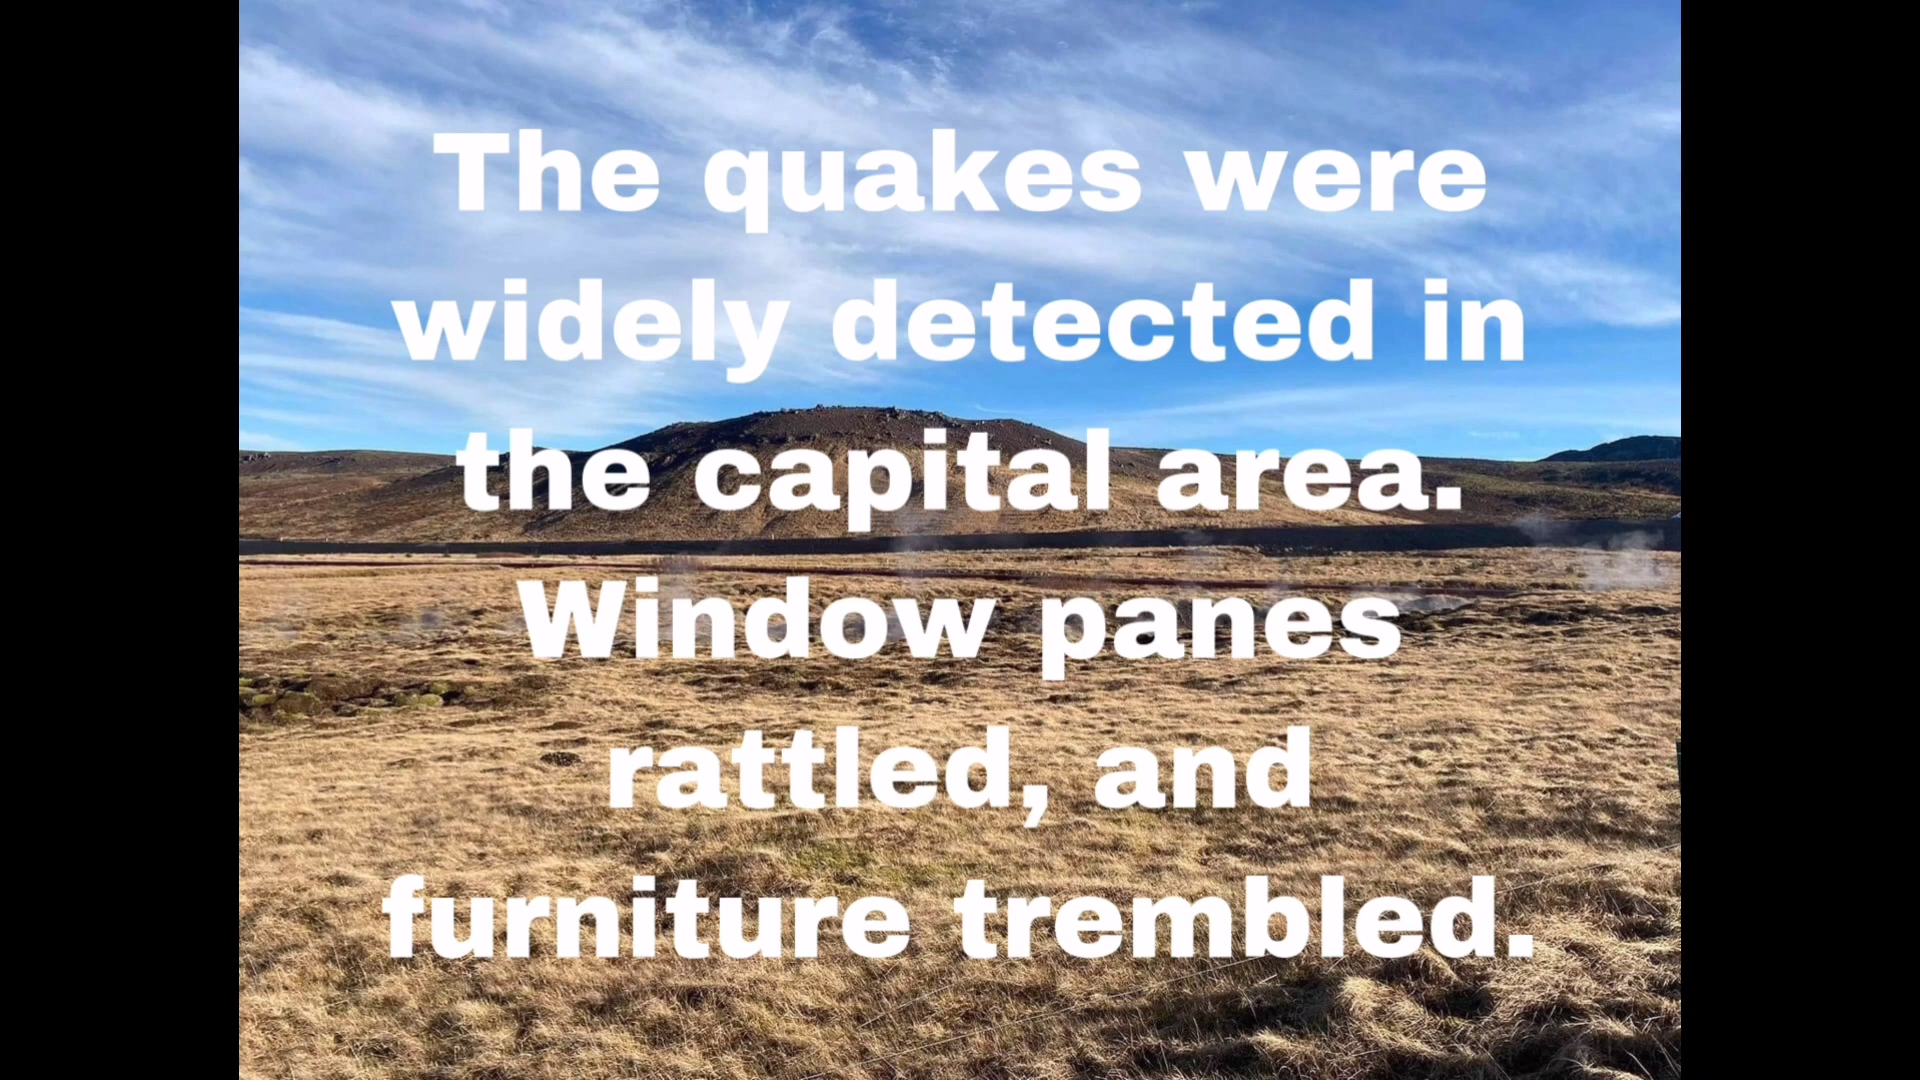 The quakes were
widely detected in
the capital area.
Window panes
rattled, and
furniture trembled.